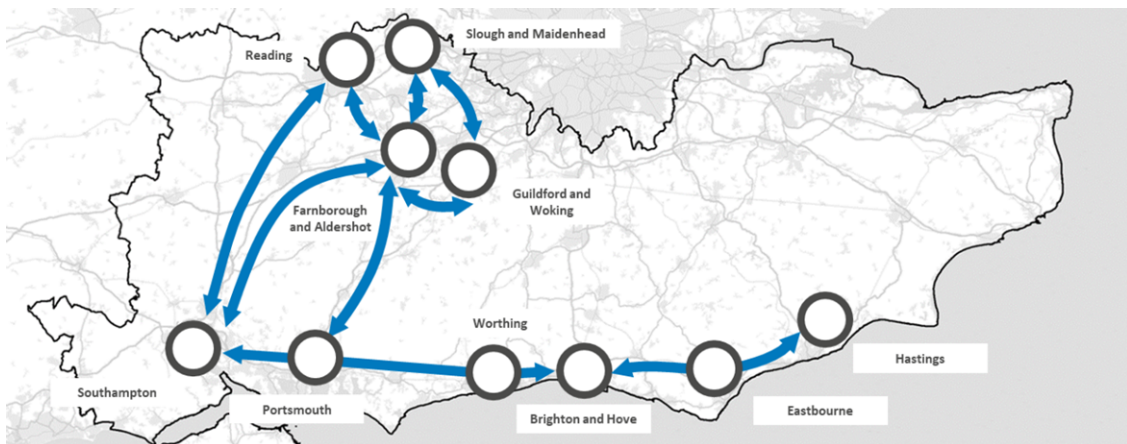 Slough and Maidenhead
Reading
Farnborough
and Aldershot
Guildford and
Woking
Worthing
Hastings
Southampton
Portsmouth
Brighton and Hove
Eastbourne